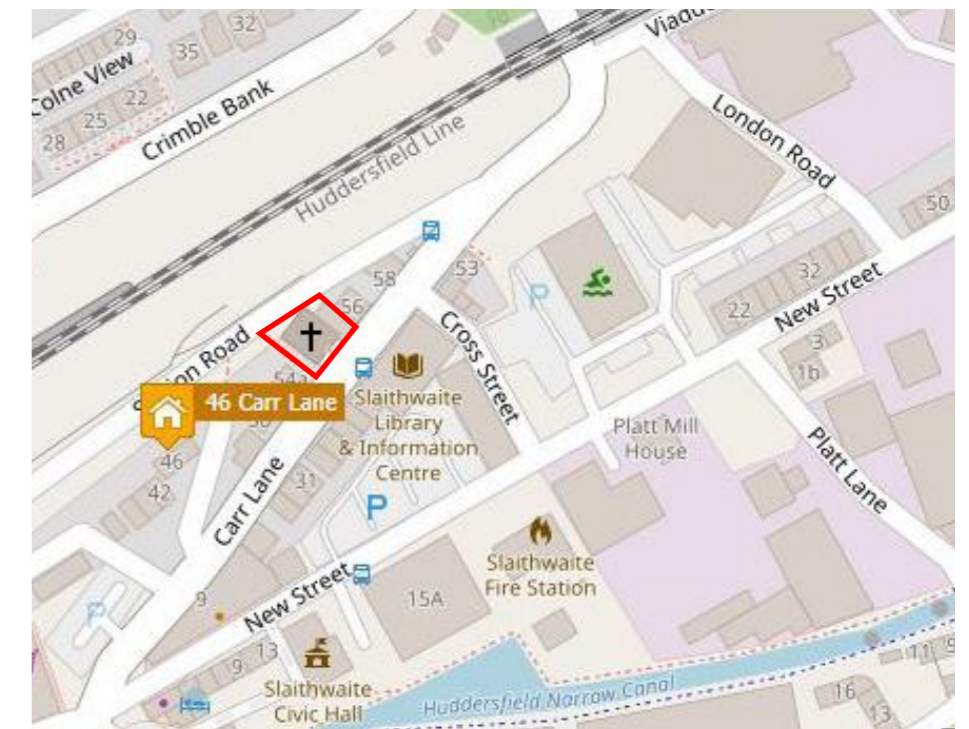 29
32
35
Colne View
22
25
28
Crimble Bank
Viadu
London Road
Huddersfield Line
50
58
53
56
32
22
New Street
Cross Street
3
1b
on Road
54a
46 Carr Lane
Slaithwaite
Library
& Information
Centre
Platt Mill
House
Platt Lane
46
42
31
Carr Lane
P
P
Slaithwaite
Fire Station
New Street
15A
9
13
9
P
Slaithwaite
Civic Hall
Huddersfield Narrow Canal
11
9
16
13